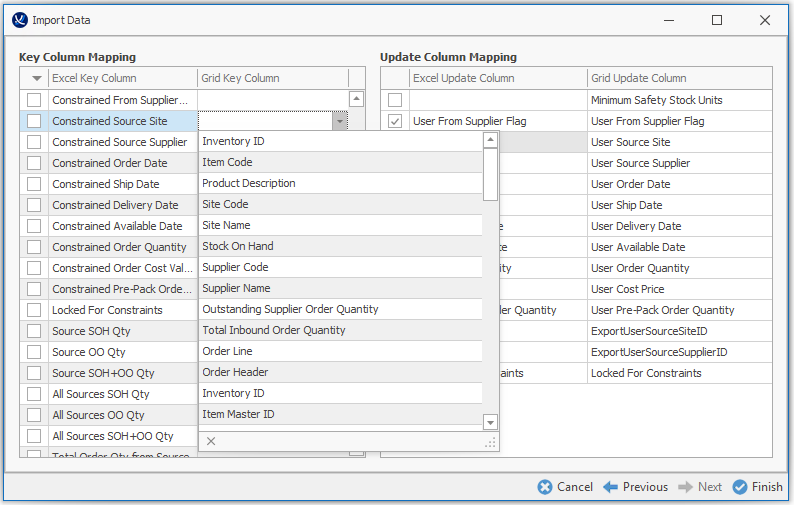 Import Data
Key Column Mapping
Excel Key Column Grid Key Column
Constrained From Supplier...
Constrained Source Site
Constrained Source Supplier
Constrained Order Date
Constrained Ship Date
Constrained Delivery Date
Constrained Available Date
Constrained Order Quantity
Constrained Order Cost Val...
Constrained Pre-Pack Orde...
Locked For Constraints
Source SOH Qty
Source OO Qty
Source SOH+OO Qty
All Sources SOH Qty
All Sources OO Qty
All Sources SOH+OO Qty
Total Order Qty from Source
Inventory ID
Item Code
Product Description
Site Code
Site Name
Stock On Hand
Supplier Code
Supplier Name
Outstanding Supplier Order Quantity
Total Inbound Order Quantity
Order Line
Order Header
Inventory ID
Item Master ID
Update Column Mapping
Excel Update Column Grid Update Column
Minimum Safety Stock Units
User From Supplier Flag User From Supplier Flag
User Source Site
User Source Supplier
User Order Date
User Ship Date
User Delivery Date
User Available Date
User Order Quantity
User Cost Price
der Quantity User Pre-Pack Order Quantity
ExportUserSourceSiteID
ExportUserSourceSupplierID
aints Locked For Constraints
Cancel Previous Next Finish